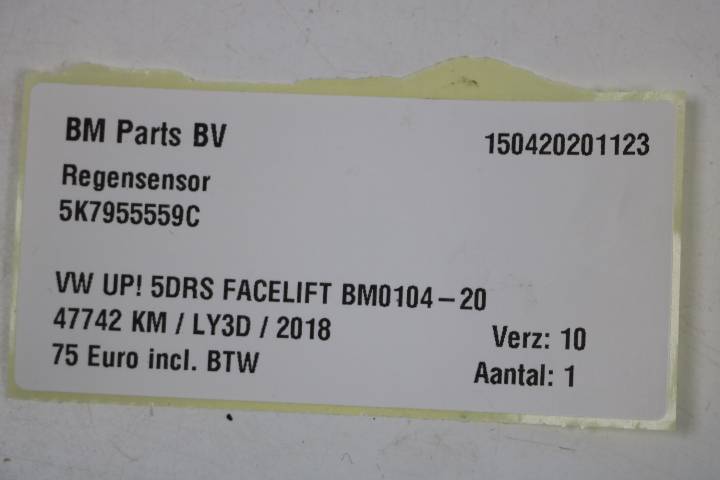 BM Parts BV
150420201123
Regensensor
5K7955559C
VW UP! 5DRS FACELIFT BM0104-20
47742 KM / LY3D / 2018
Verz: 10
75 Euro incl. BTW
Aantal: 1